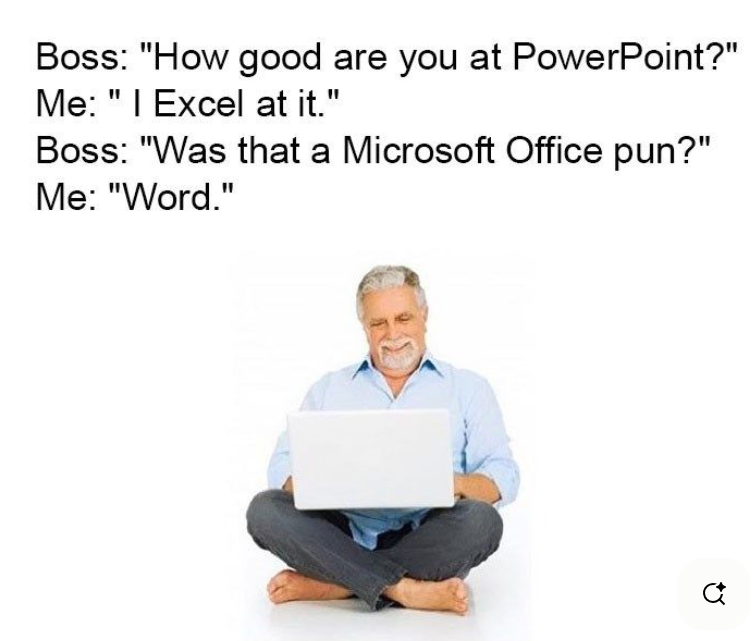 Boss: "How good are you at PowerPoint?"
Me: " I Excel at it."
Boss: "Was that a Microsoft Office pun?"
Me: "Word."